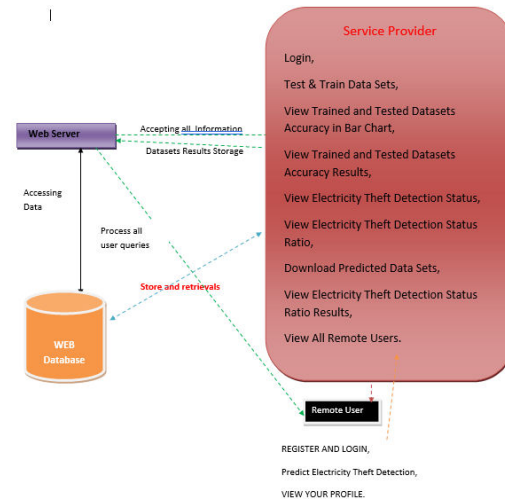 Service Provider
Login,
Test & Train Data Sets,
View Trained and Tested Datasets
Accuracy in Bar Chart,
View Trained and Tested Datasets
Accuracy Results,
View Electricity Theft Detection Status,
View Electricity Theft Detection Status
Ratio,
Download Predicted Data Sets,
View Electricity Theft Detection Status
Ratio Results,
View All Remote Users.
Web Server
Accepting all Information
Datasets Results Storage
Accessing
Data
Process all
user queries
Store and retrievals
WEB
Database
Remote User
REGISTER AND LOGIN,
Predict Electricity Theft Detection,
VIEW YOUR PROFILE.